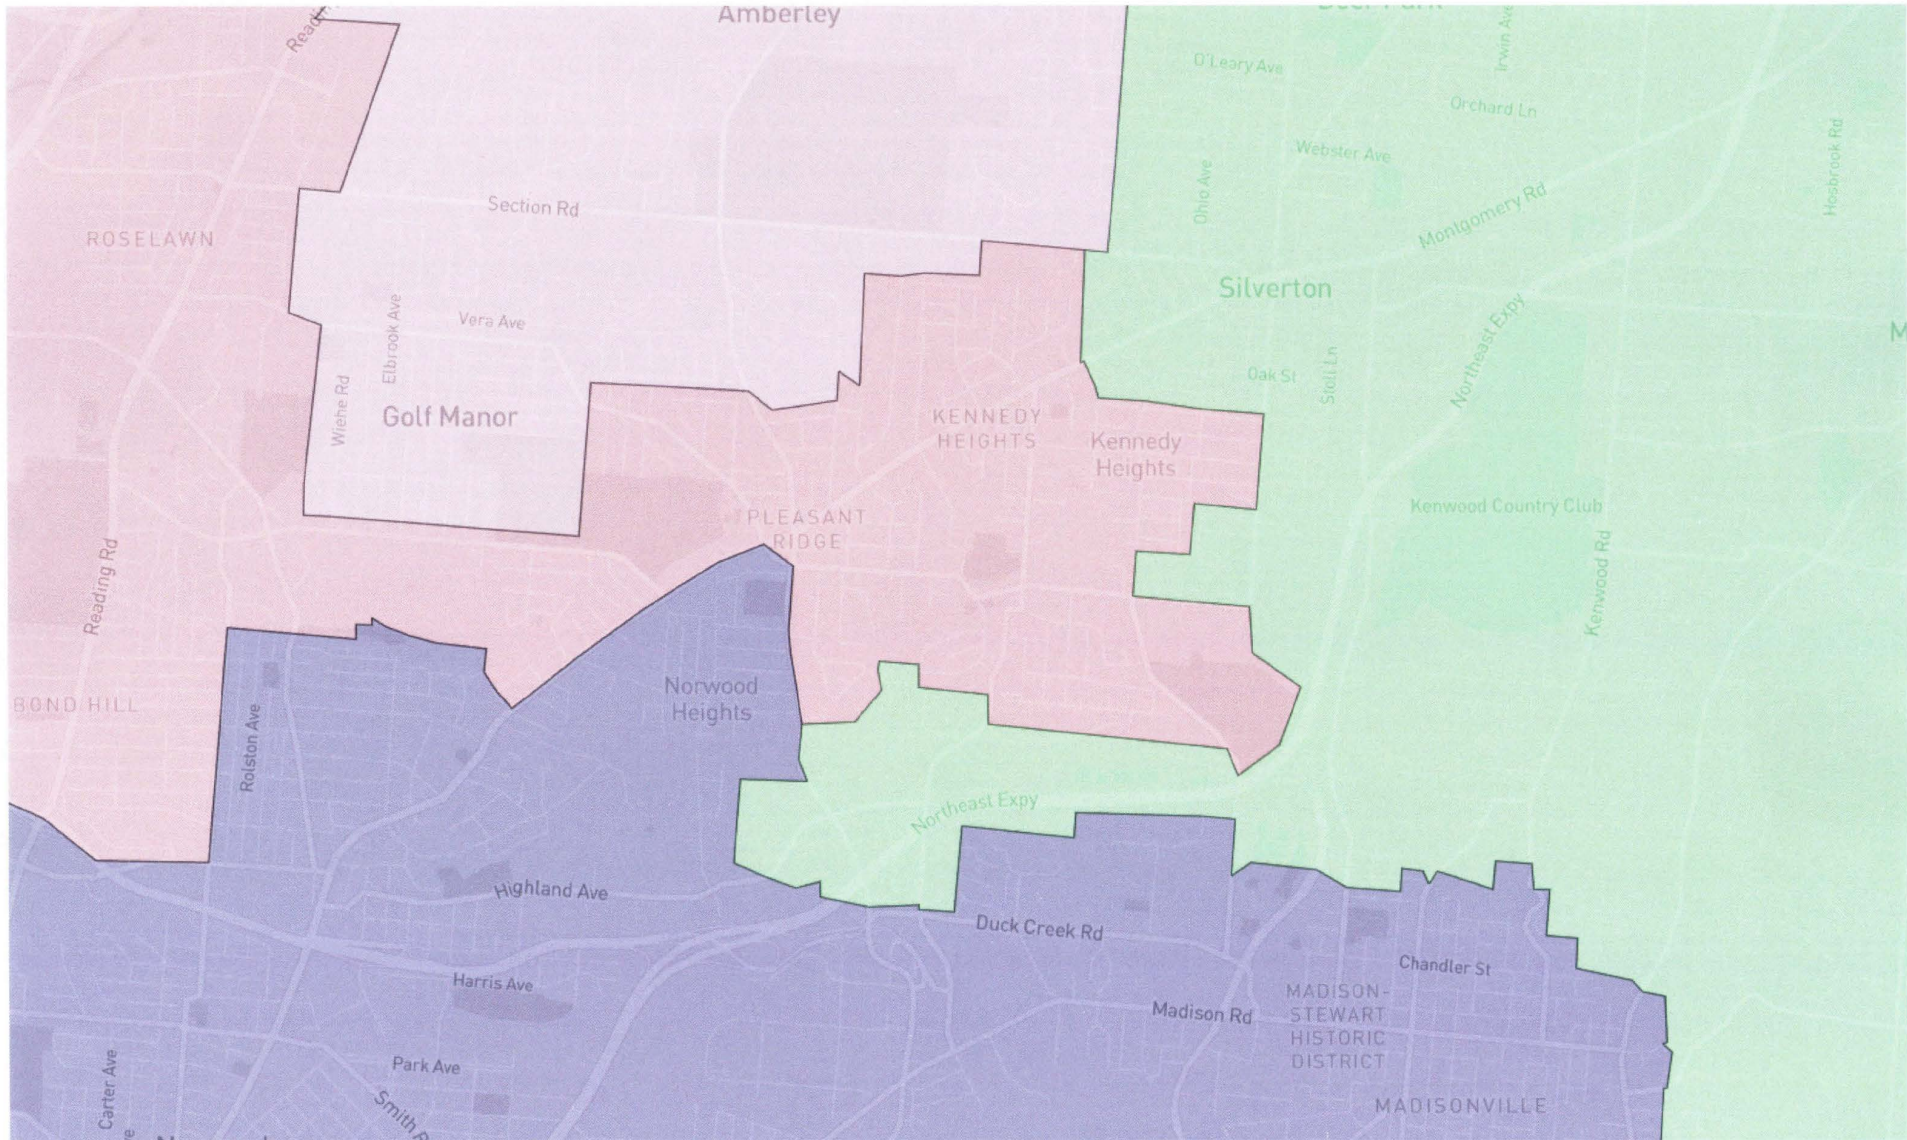 Amberley
O'Leary Ave
Irwin Ave
Orchard Ln
Webster Ave
Hosbrook Rd
Ohio Ave
Montgomery Rd
Section Rd
ROSELAWN
Silverton
Northeast Expy
Vera Ave
Elbrook Ave
Wiehe Rd
Golf Manor
Oak St
Stoll Ln
KENNEDY
HEIGHTS
Kennedy
Heights
Kenwood Country Club
PLEASANT
RIDGE
Reading Rd
Kenwood Rd
BOND HILL
Norwood
Heights
Rolston Ave
Northeast Expy
Highland Ave
Duck Creek Rd
Harris Ave
Chandler St
MADISON-
STEWART
HISTORIC
DISTRICT
Madison Rd
Park Ave
Carter Ave
MADISONVILLE